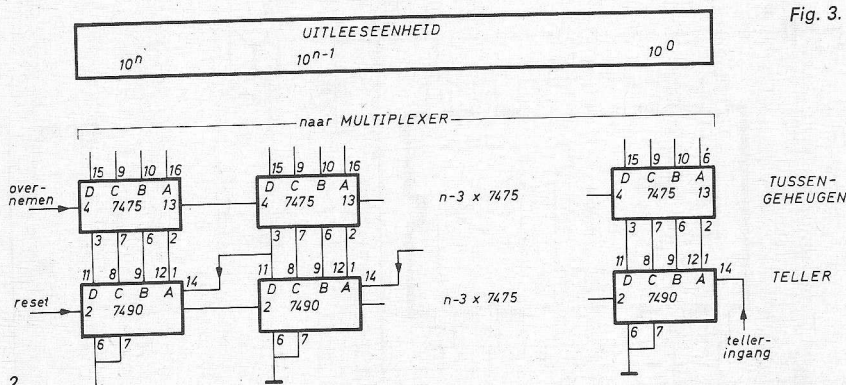 Fig. 3.
UITLEESEENHEID
10ⁿ 10ⁿ⁻¹ 10⁰
naar MULTIPLEXER
15 9 10 16 15 9 10 16 15 9 10 6
over-
nemen
D C B A D C B A D C B A
4 7475 13 4 7475 13 n-3 x 7475 4 7475 13
TUSSEN-
GEHEUGEN
3 7 6 2 3 7 6 2 3 7 6 2
11 8 9 12 1 14 11 8 9 12 1 14 11 8 9 12 1 14
D C B A D C B A D C B A
reset 2 7490 2 7490 n-3 x 7475 2 7490
TELLER
6 7 6 7 6 7
teller-
ingang
2